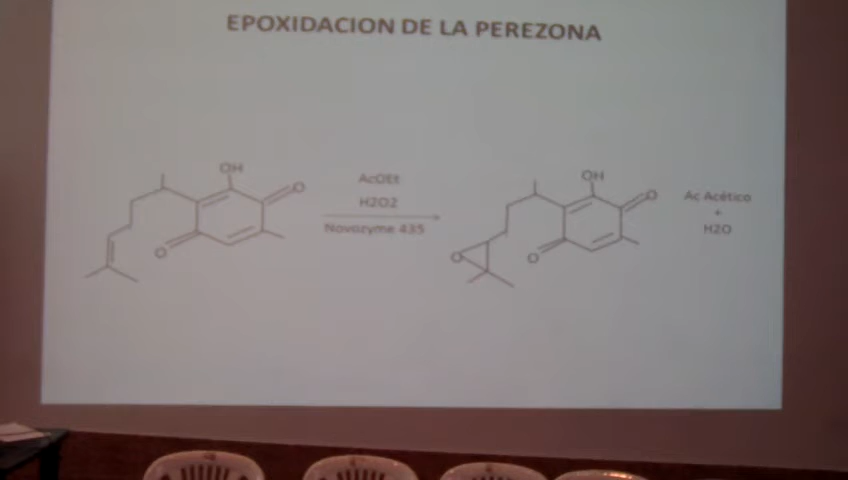 EPOXIDACION DE LA PEREZONA
OH
O
O
AcOEt
H2O2
Novozyme 435
OH
O
O
O
Ac Acético
+
H2O